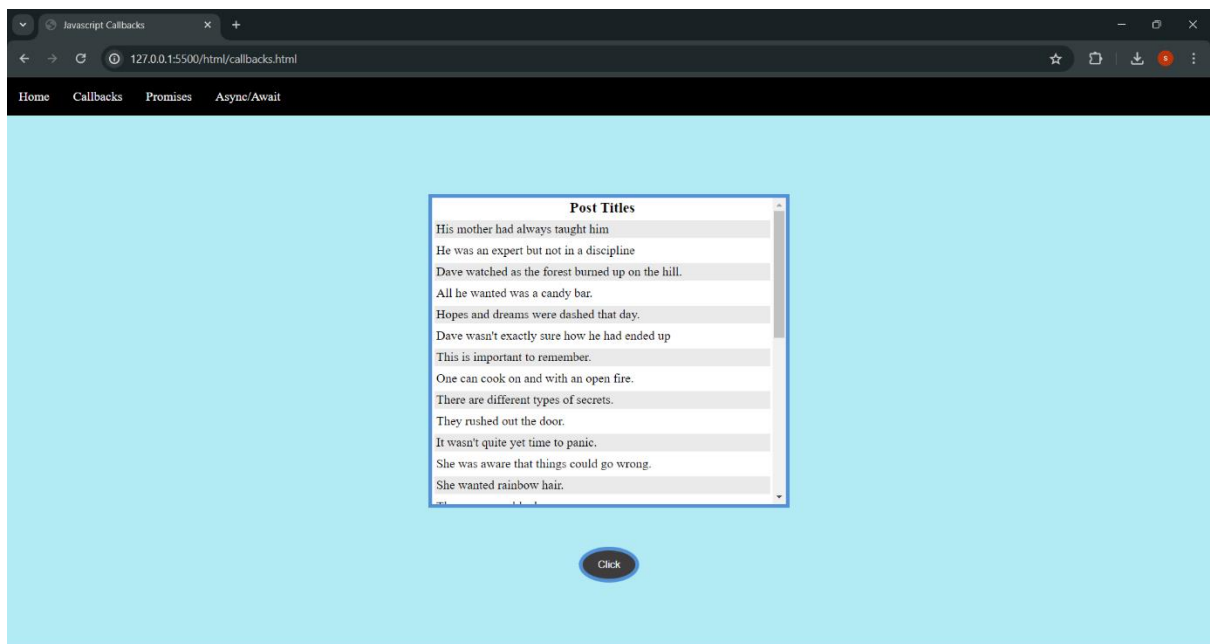 Javascript Callbacks
127.0.0.1:5500/html/callbacks.html
s
Home Callbacks Promises Async/Await
Post Titles
His mother had always taught him
He was an expert but not in a discipline
Dave watched as the forest burned up on the hill.
All he wanted was a candy bar.
Hopes and dreams were dashed that day.
Dave wasn't exactly sure how he had ended up
This is important to remember.
One can cook on and with an open fire.
There are different types of secrets.
They rushed out the door.
It wasn't quite yet time to panic.
She was aware that things could go wrong.
She wanted rainbow hair.
Click